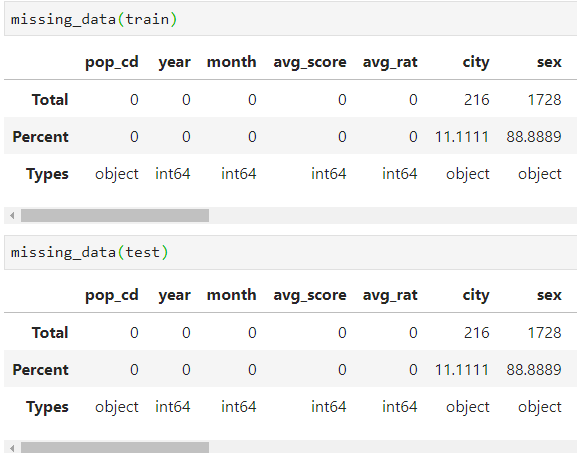 missing_data(train)
pop_cd year month avg_score avg_rat city sex
Total 0 0 0 0 0 216 1728
Percent 0 0 0 0 0 11.1111 88.8889
Types object int64 int64 int64 int64 object object
missing_data(test)
pop_cd year month avg_score avg_rat city sex
Total 0 0 0 0 0 216 1728
Percent 0 0 0 0 0 11.1111 88.8889
Types object int64 int64 int64 int64 object object